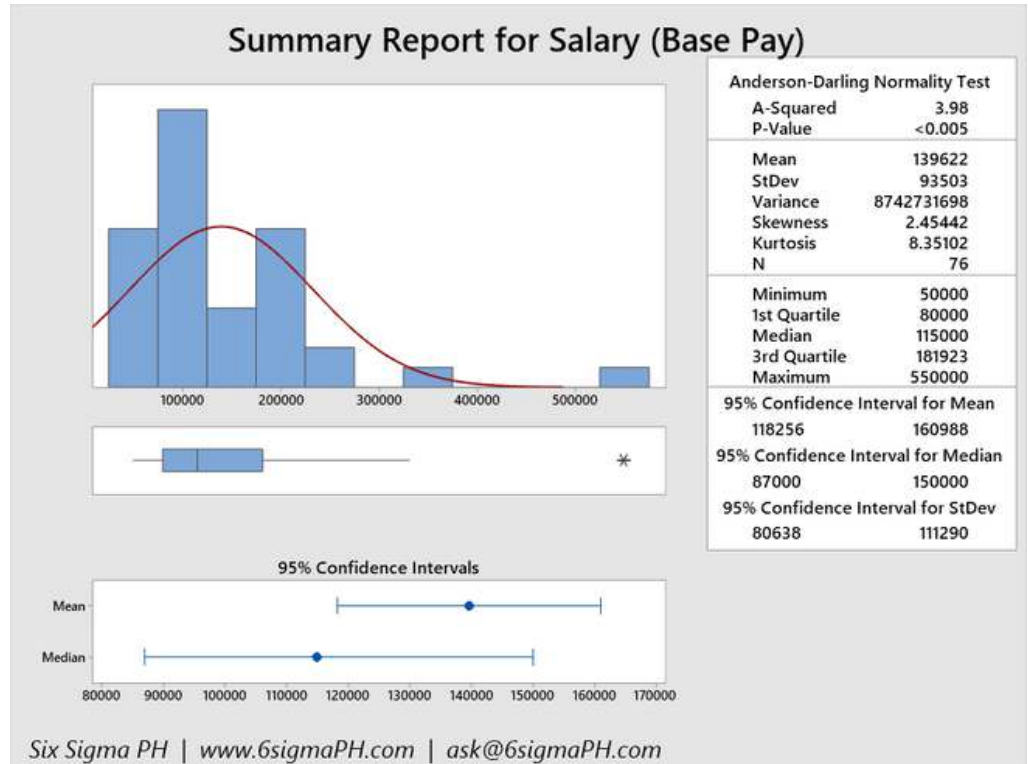 Summary Report for Salary (Base Pay)
100000 200000 300000 400000 500000
Anderson-Darling Normality Test
A-Squared 3.98
P-Value <0.005
Mean 139622
StDev 93503
Variance 8742731698
Skewness 2.45442
Kurtosis 8.35102
N 76
Minimum 50000
1st Quartile 80000
Median 115000
3rd Quartile 181923
Maximum 550000
95% Confidence Interval for Mean
118256 160988
95% Confidence Interval for Median
87000 150000
95% Confidence Interval for StDev
80638 111290
95% Confidence Intervals
Mean
Median
80000 90000 100000 110000 120000 130000 140000 150000 160000 170000
Six Sigma PH | www.6sigmaPH.com | ask@6sigmaPH.com